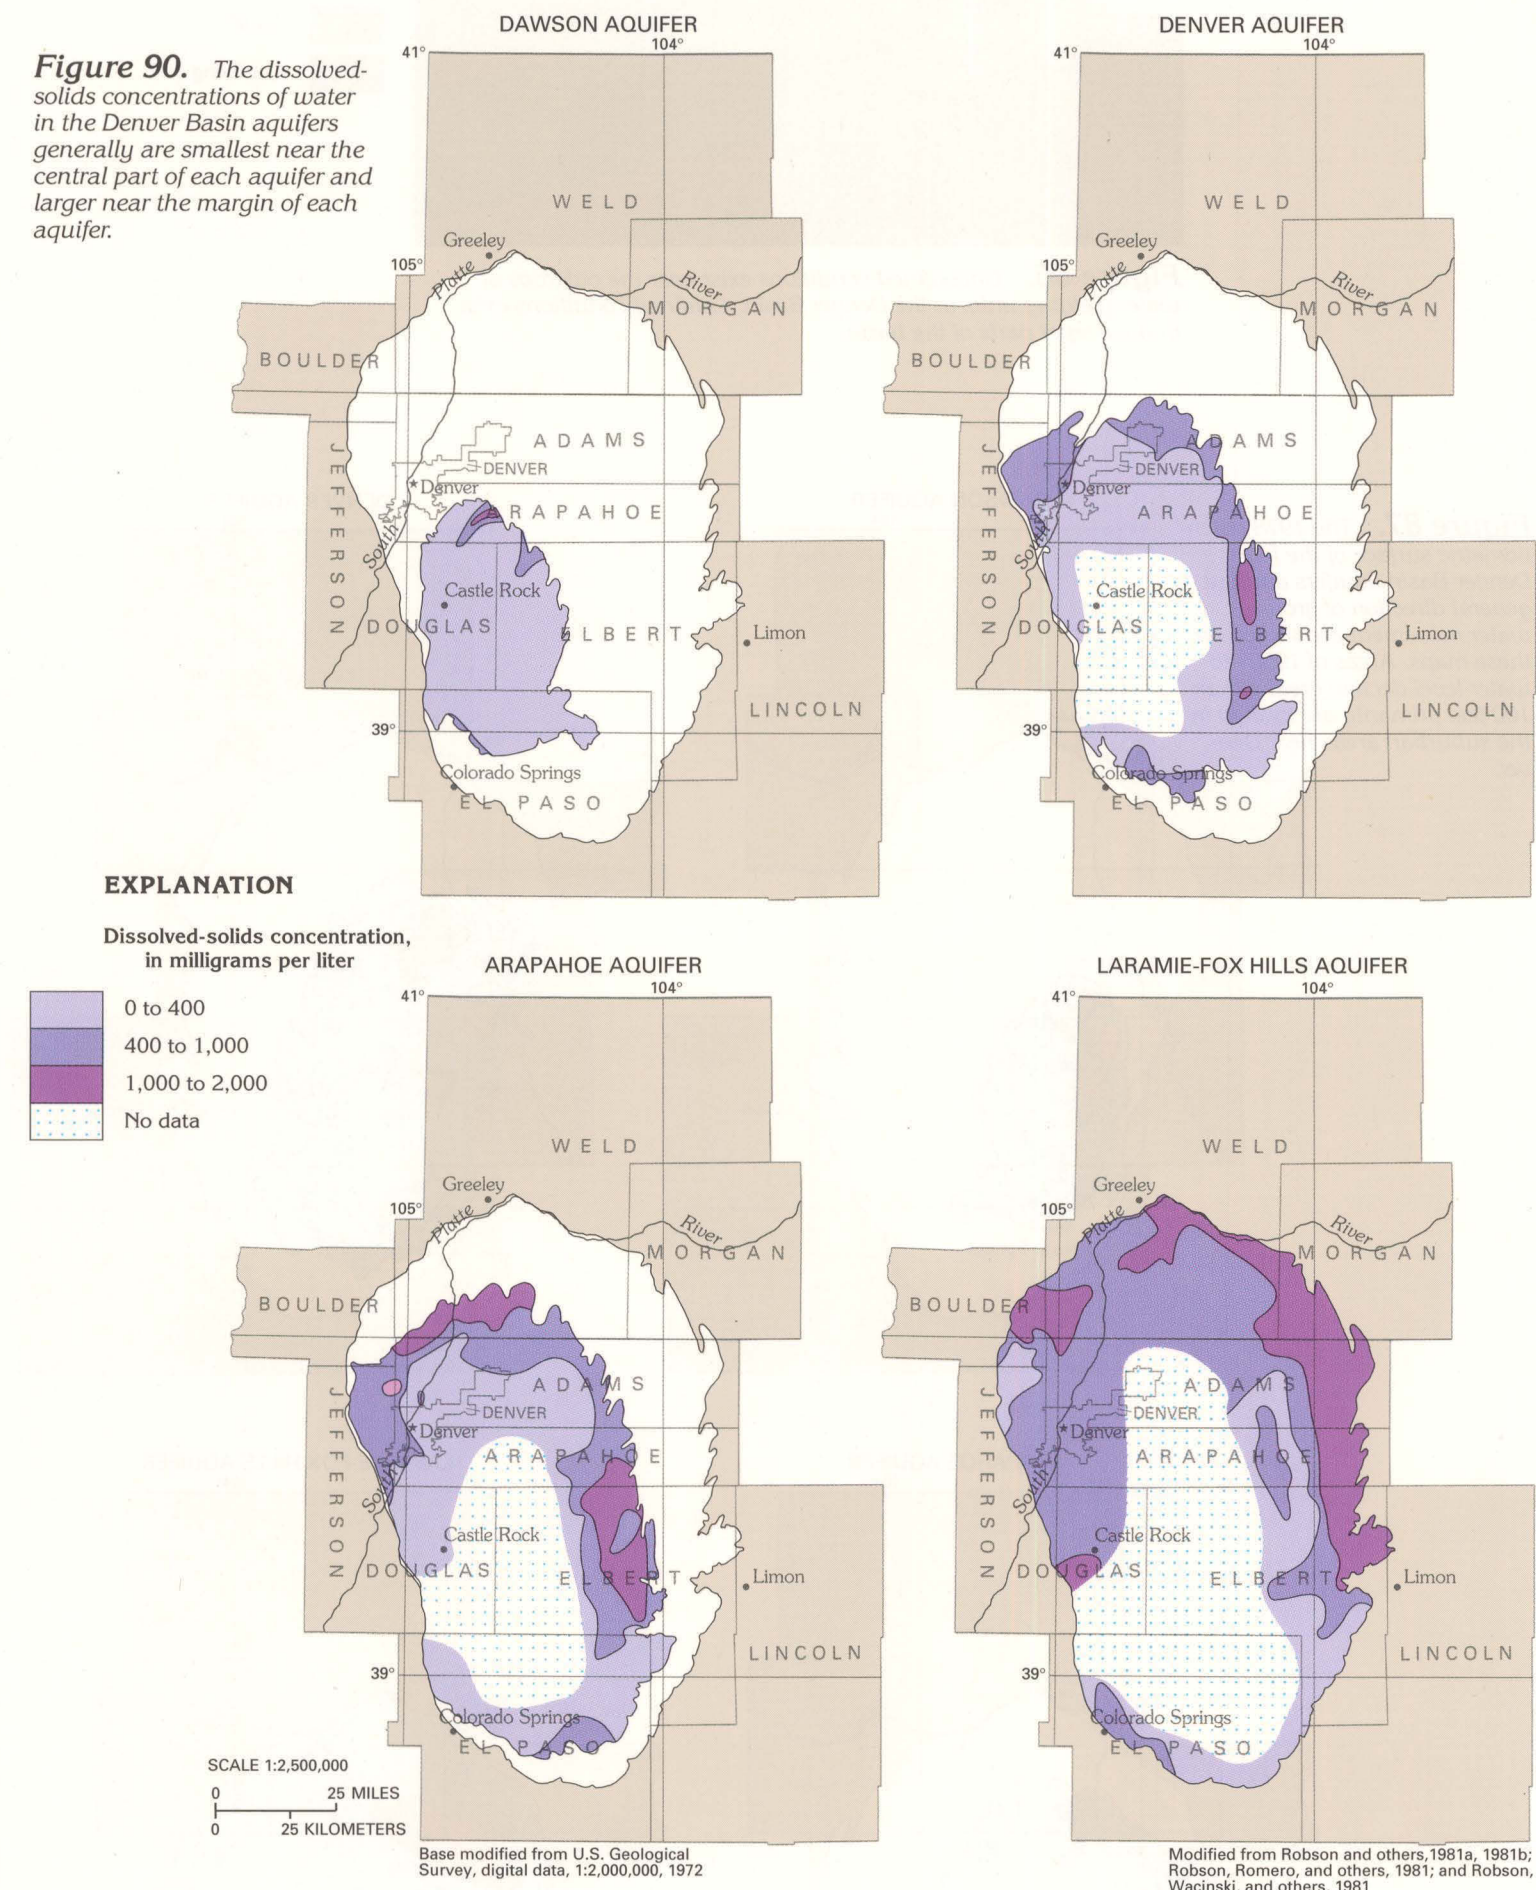 Figure 90. The dissolved-
solids concentrations of water
in the Denver Basin aquifers
generally are smallest near the
central part of each aquifer and
larger near the margin of each
aquifer.
DAWSON AQUIFER
41°
104°
WELD
Greeley
105°
Platte
River
MORGAN
BOULDER
ADAMS
DENVER
Denver
JEFFERSON
ARAPAHOE
South
Castle Rock
DOUGLAS
ELBERT
Limon
LINCOLN
39°
Colorado Springs
EL PASO
DENVER AQUIFER
41°
104°
WELD
Greeley
105°
Platte
River
MORGAN
BOULDER
ADAMS
DENVER
Denver
JEFFERSON
ARAPAHOE
South
Castle Rock
DOUGLAS
ELBERT
Limon
LINCOLN
39°
Colorado Springs
EL PASO
EXPLANATION
Dissolved-solids concentration,
in milligrams per liter
0 to 400
400 to 1,000
1,000 to 2,000
No data
ARAPAHOE AQUIFER
41°
104°
WELD
Greeley
105°
Platte
River
MORGAN
BOULDER
ADAMS
DENVER
Denver
JEFFERSON
ARAPAHOE
South
Castle Rock
DOUGLAS
ELBERT
Limon
LINCOLN
39°
Colorado Springs
EL PASO
LARAMIE-FOX HILLS AQUIFER
41°
104°
WELD
Greeley
105°
Platte
River
MORGAN
BOULDER
ADAMS
DENVER
Denver
JEFFERSON
ARAPAHOE
South
Castle Rock
DOUGLAS
ELBERT
Limon
LINCOLN
39°
Colorado Springs
EL PASO
SCALE 1:2,500,000
0 25 MILES
0 25 KILOMETERS
Base modified from U.S. Geological
Survey, digital data, 1:2,000,000, 1972
Modified from Robson and others,1981a, 1981b;
Robson, Romero, and others, 1981; and Robson,
Wacinski, and others, 1981